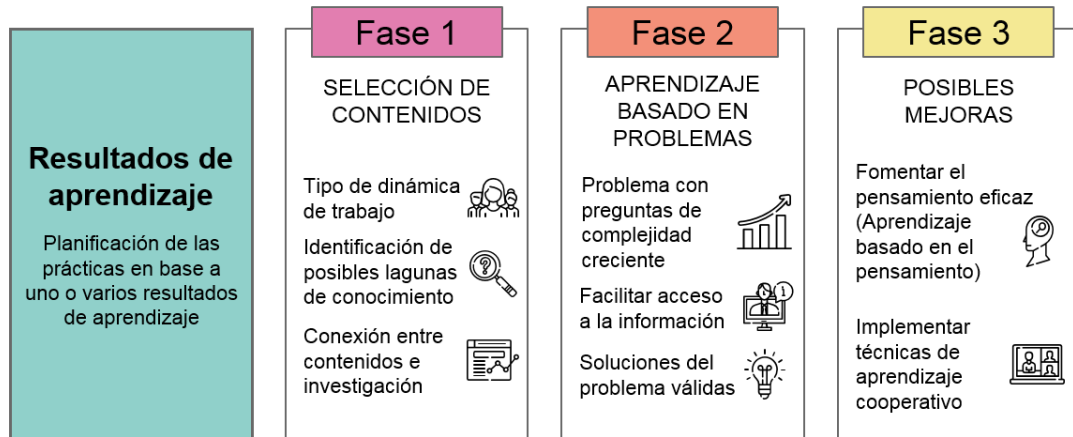 Resultados de
aprendizaje
Planificación de las
prácticas en base a
uno o varios resultados
de aprendizaje
Fase 1
SELECCIÓN DE
CONTENIDOS
Tipo de dinámica
de trabajo
Identificación de
posibles lagunas
de conocimiento
Conexión entre
contenidos e
investigación
Fase 2
APRENDIZAJE
BASADO EN
PROBLEMAS
Problema con
preguntas de
complejidad
creciente
Facilitar acceso
a la información
Soluciones del
problema válidas
Fase 3
POSIBLES
MEJORAS
Fomentar el
pensamiento eficaz
(Aprendizaje
basado en el
pensamiento)
Implementar
técnicas de
aprendizaje
cooperativo